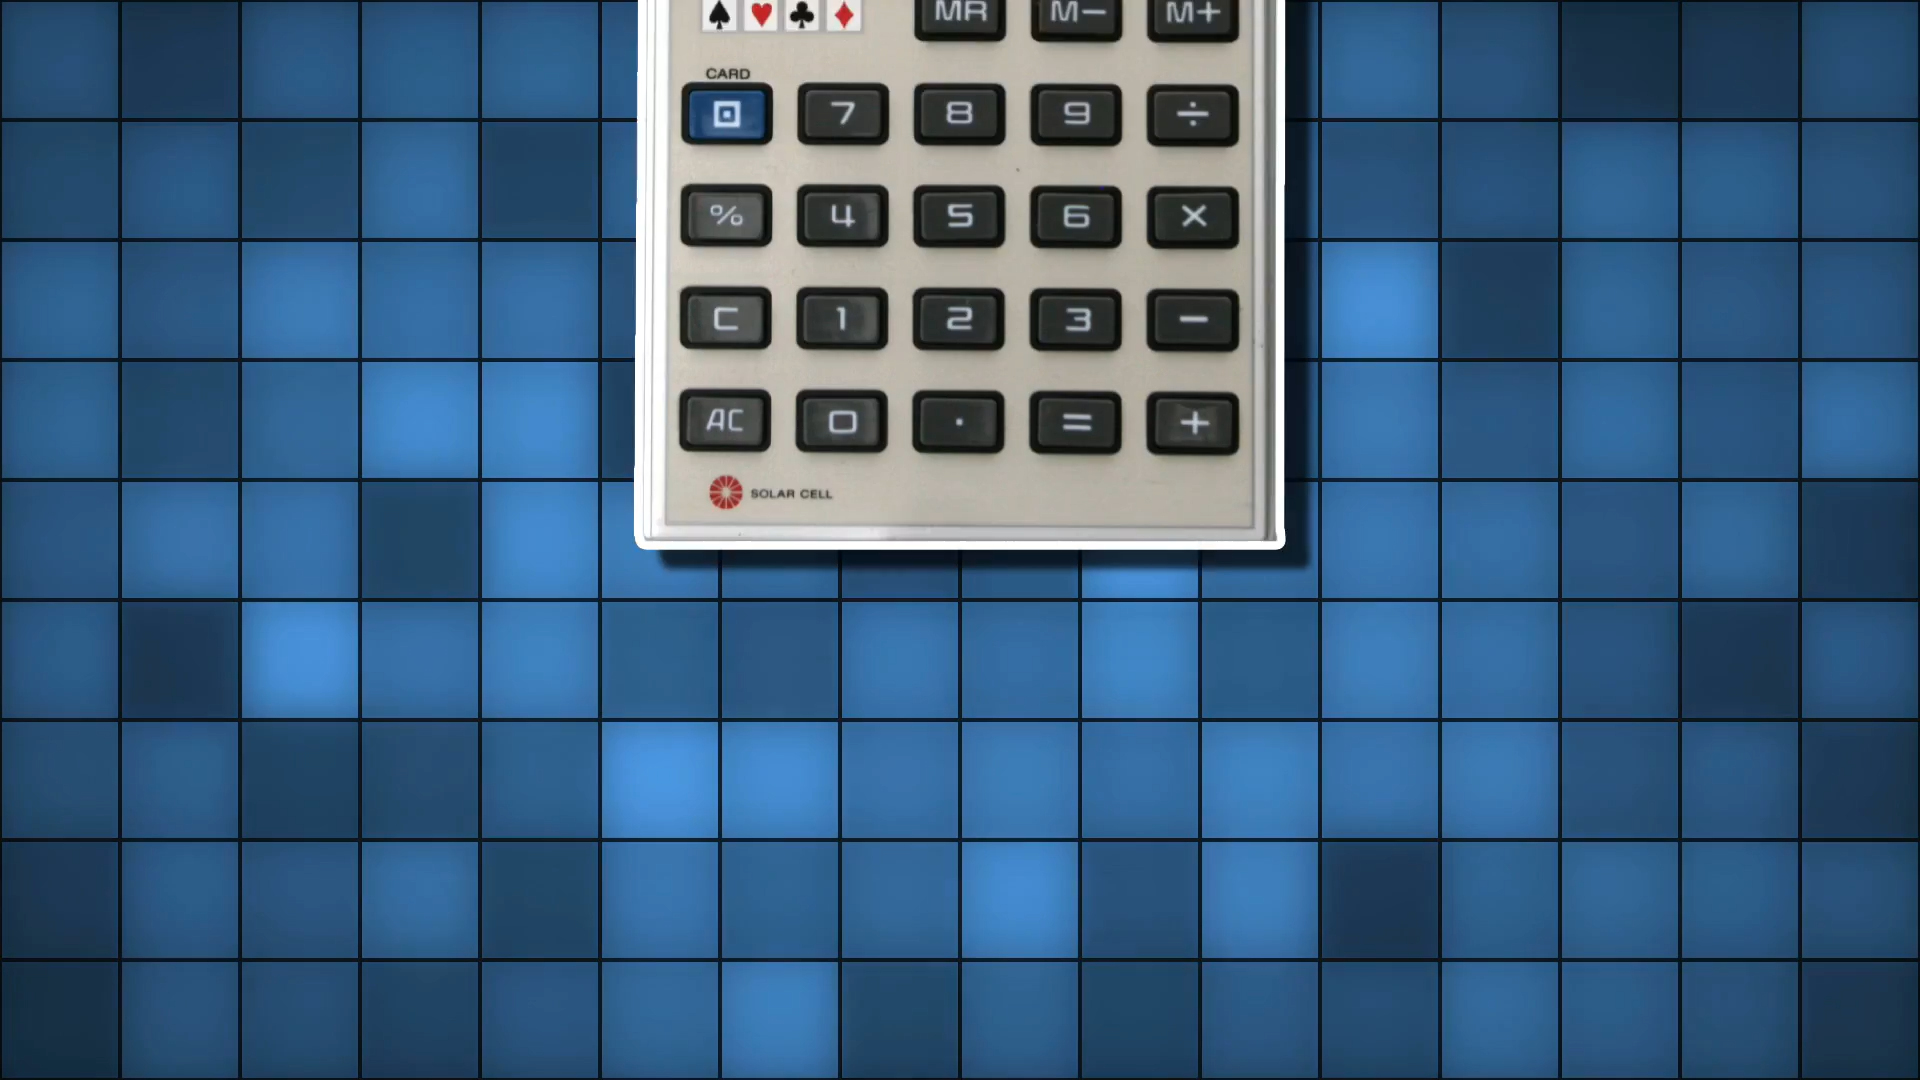 MR M− M+
CARD
7 8 9 ÷
% 4 5 6 ×
C 1 2 3 −
AC 0 . = +
SOLAR CELL